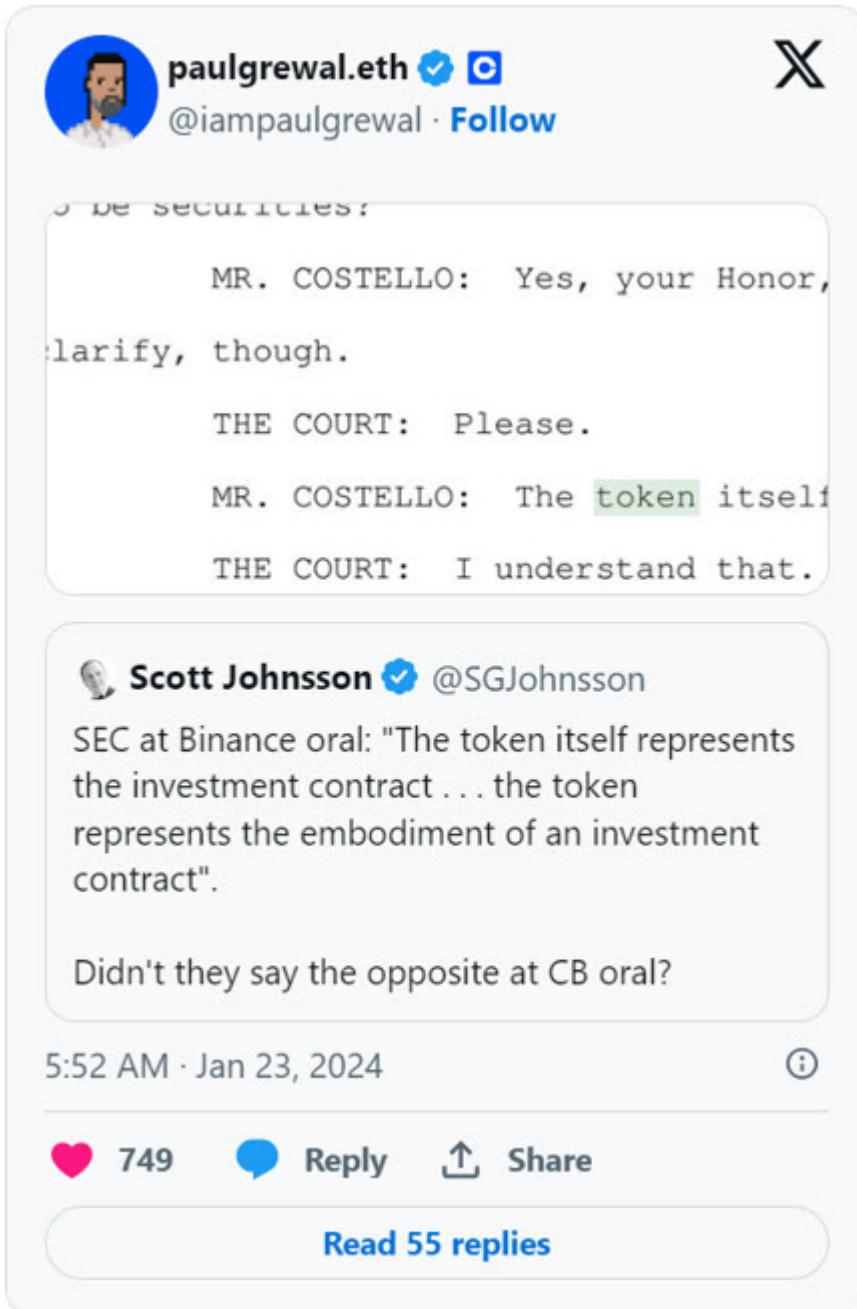 paulgrewal.eth
@iampaulgrewal · Follow
o be securities?
MR. COSTELLO: Yes, your Honor,
larify, though.
THE COURT: Please.
MR. COSTELLO: The token itself
THE COURT: I understand that.
Scott Johnsson @SGJohnsson
SEC at Binance oral: "The token itself represents
the investment contract . . . the token
represents the embodiment of an investment
contract".
Didn't they say the opposite at CB oral?
5:52 AM · Jan 23, 2024
749 Reply Share
Read 55 replies